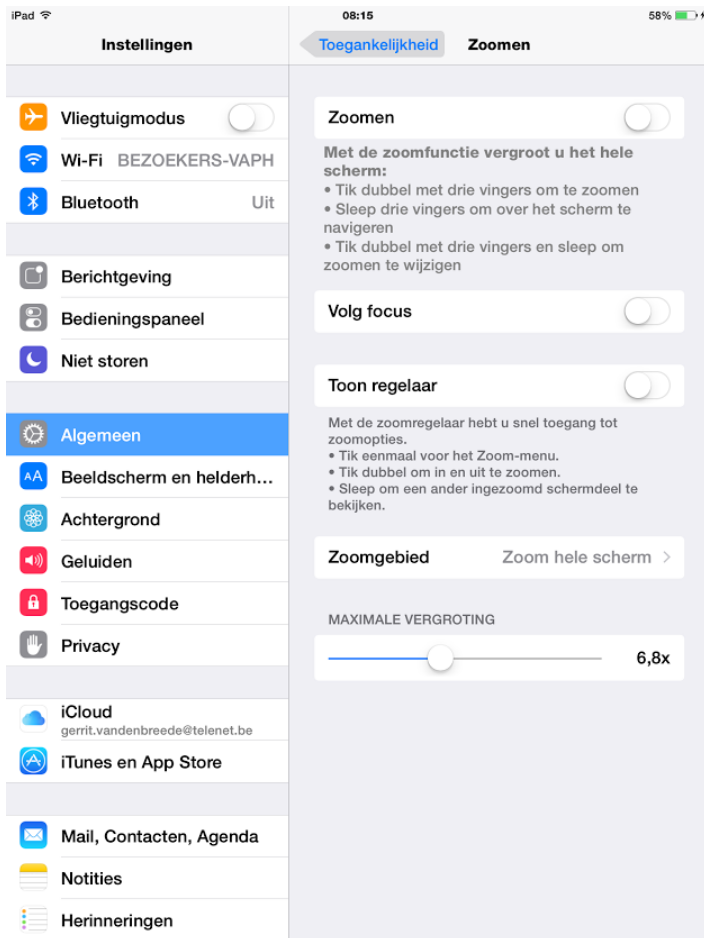 iPad 08:15 58%
Instellingen
Toegankelijkheid Zoomen
Vliegtuigmodus
Wi-Fi BEZOEKERS-VAPH
Bluetooth Uit
Berichtgeving
Bedieningspaneel
Niet storen
Algemeen
AA Beeldscherm en helderh...
Achtergrond
Geluiden
Toegangscode
Privacy
iCloud
gerrit.vandenbreede@telenet.be
iTunes en App Store
Mail, Contacten, Agenda
Notities
Herinneringen
Zoomen
Met de zoomfunctie vergroot u het hele
scherm:
• Tik dubbel met drie vingers om te zoomen
• Sleep drie vingers om over het scherm te
navigeren
• Tik dubbel met drie vingers en sleep om
zoomen te wijzigen
Volg focus
Toon regelaar
Met de zoomregelaar hebt u snel toegang tot
zoomopties.
• Tik eenmaal voor het Zoom-menu.
• Tik dubbel om in en uit te zoomen.
• Sleep om een ander ingezoomd schermdeel te
bekijken.
Zoomgebied Zoom hele scherm
MAXIMALE VERGROTING
6,8x